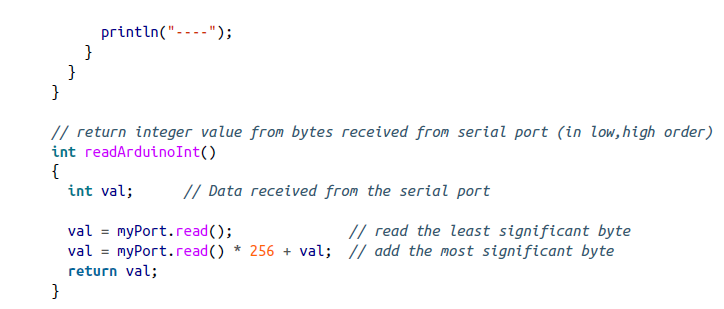 println("----");
}
}
}
// return integer value from bytes received from serial port (in low,high order)
int readArduinoInt()
{
int val;      // Data received from the serial port
val = myPort.read();              // read the least significant byte
val = myPort.read() * 256 + val;  // add the most significant byte
return val;
}